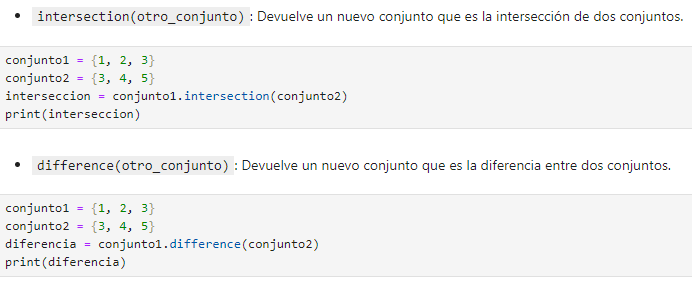 • intersection(otro_conjunto): Devuelve un nuevo conjunto que es la intersección de dos conjuntos.
conjunto1 = {1, 2, 3}
conjunto2 = {3, 4, 5}
interseccion = conjunto1.intersection(conjunto2)
print(interseccion)
• difference(otro_conjunto): Devuelve un nuevo conjunto que es la diferencia entre dos conjuntos.
conjunto1 = {1, 2, 3}
conjunto2 = {3, 4, 5}
diferencia = conjunto1.difference(conjunto2)
print(diferencia)